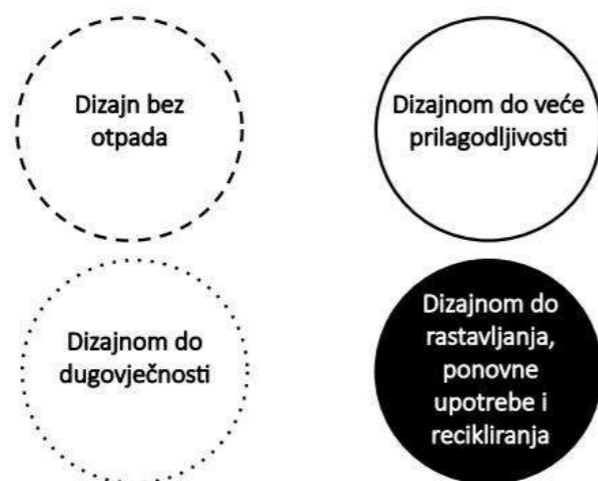 Dizajn bez
otpada
Dizajnom do veće
prilagodljivosti
Dizajnom do
dugovječnosti
Dizajnom do
rastavljanja,
ponovne
upotrebe i
recikliranja